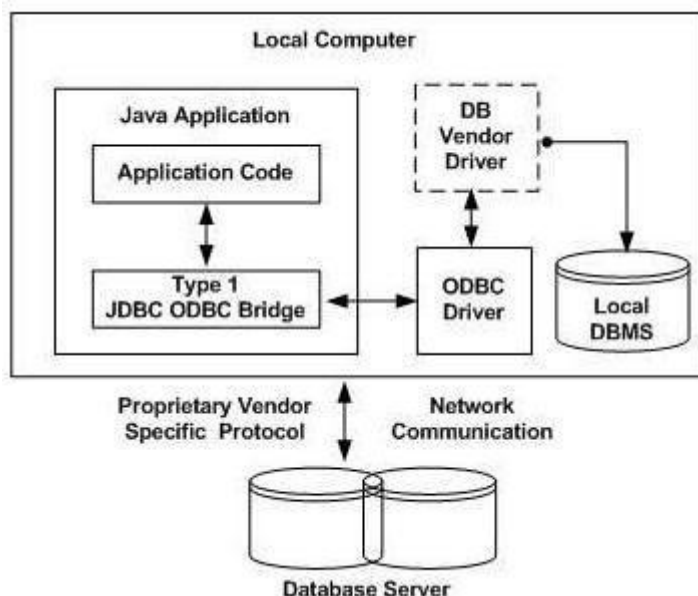 Local Computer
Java Application
Application Code
Type 1
JDBC ODBC Bridge
DB
Vendor
Driver
ODBC
Driver
Local
DBMS
Proprietary Vendor
Specific Protocol
Network
Communication
Database Server